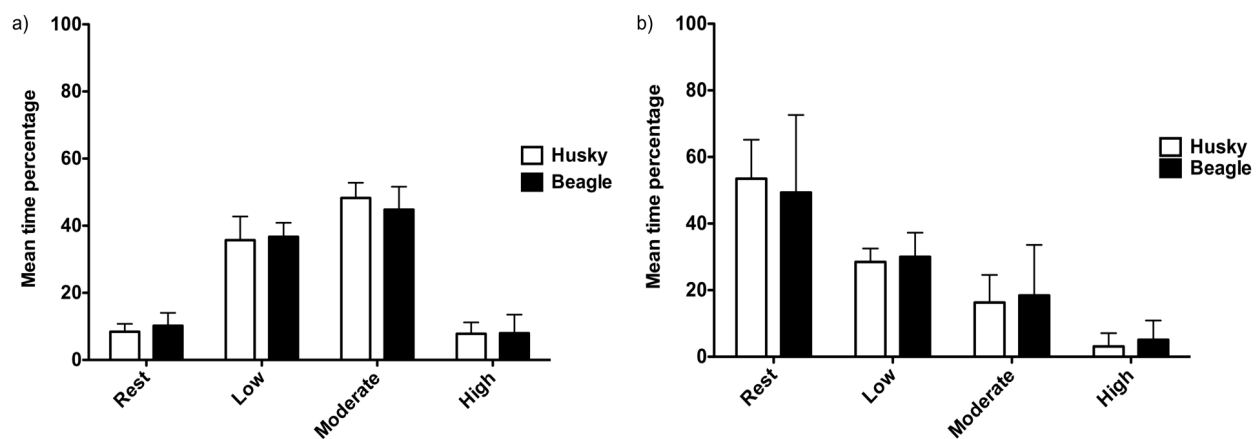 a)
Mean time percentage
100
80
60
40
20
0
Husky
Beagle
Rest
Low
Moderate
High
b)
Mean time percentage
100
80
60
40
20
0
Husky
Beagle
Rest
Low
Moderate
High